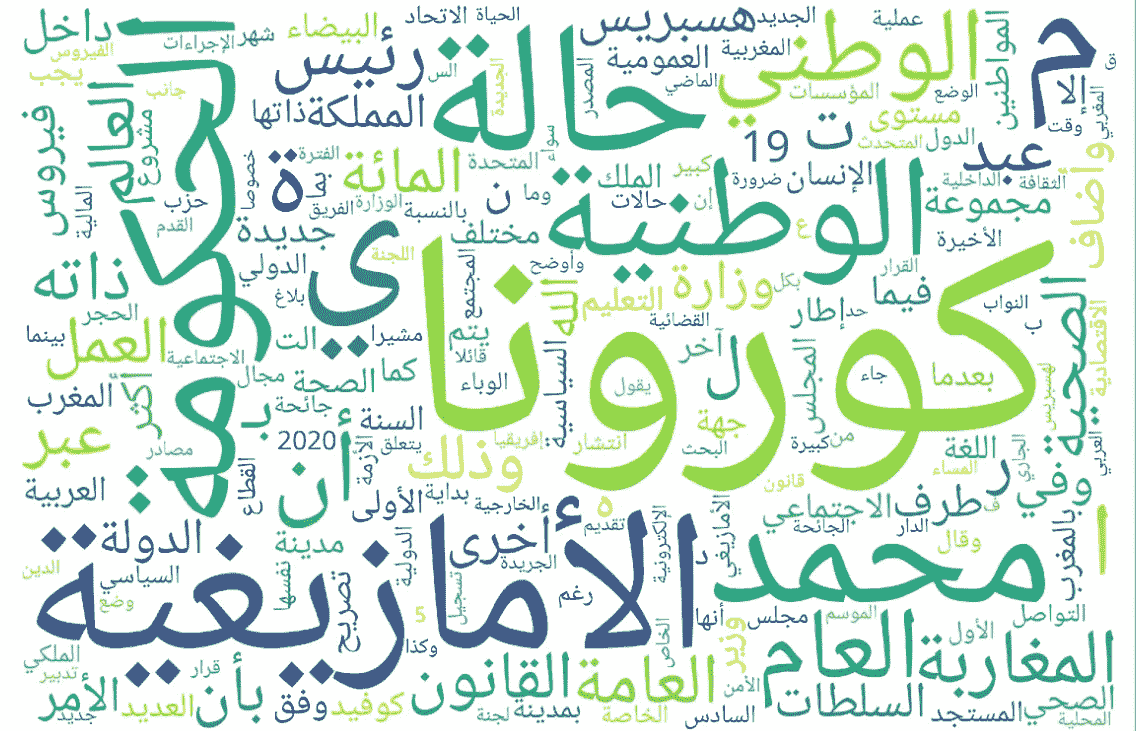 كورونا
الأمازيغية
الحكومة
حالة
الوطنية
محمد
الوطني
المغاربة
العام
رئيس
هسبريس
البيضاء
داخل
شهر
الإجراءات
الفيروس
يجب
جانب
العالم
مشروع
فيروس
المالية
حزب
القدم
خصوصا
الاتحاد
الحياة
الجديد
عملية
المواطنين
م
إلا
ق
وقت
المغربي
العمومية
المغربية
الماضي
المصدر
المؤسسات
الوضع
مستوى
الدول
المتحدث
عبد
وأضاف
الثقافة
الداخلية
مجموعة
الأخيرة
المملكة
ذاتها
الس
الجديدة
سواء
المتحدة
19
ت
كبير
ضرورة
الإنسان
الملك
حالات
إن
وما
ن
المائة
الفترة
بما
ة
الفريق
الوزارة
بالنسبة
مختلف
جديدة
ي
اللجنة
الدولي
بلاغ
المجتمع
وأوضح
ع
القرار
بكل
فيما
وزارة
التعليم
الله
القضائية
إطار
حد
النواب
ب
الصحية
الاقتصادية
ذاته
الحجر
بينما
العمل
الاجتماعية
الت
مشيرا
يتم
قائلا
السياسية
آخر
ل
المجلس
جاء
بعدما
يقول
الوباء
كما
الصحة
مجال
أكثر
المغرب
عبر
مصادر
ب
جائحة
السنة
2020
الأزمة
يتعلق
إفريقيا
وذلك
انتشار
جهة
البحث
كبيرة
من
اللغة
الجاري
المساء
لهسبريس
العربي
قانون
ر
وفي
ف
العربية
القطاع
أن
الأولى
بداية
الخارجية
ه
تقديم
الإلكترونية
الأمازيغي
د
الاجتماعي
الجائحة
طرف
الدار
وقال
بالمغرب
ا
الدولة
مدينة
الدولية
أخرى
الجريدة
الدين
السياسي
وضع
نفسها
تصريح
5
تسجيل
رغم
وكذا
الخاص
أنها
وزير
مجلس
الموسم
الأول
التواصل
الملكي
تدبير
قرار
الأمر
جديد
العديد
بأن
وفق
كوفيد
القانون
لجنة
بمدينة
العامة
الخاصة
الأمن
السادس
السلطات
المستجد
الصحي
المحلية